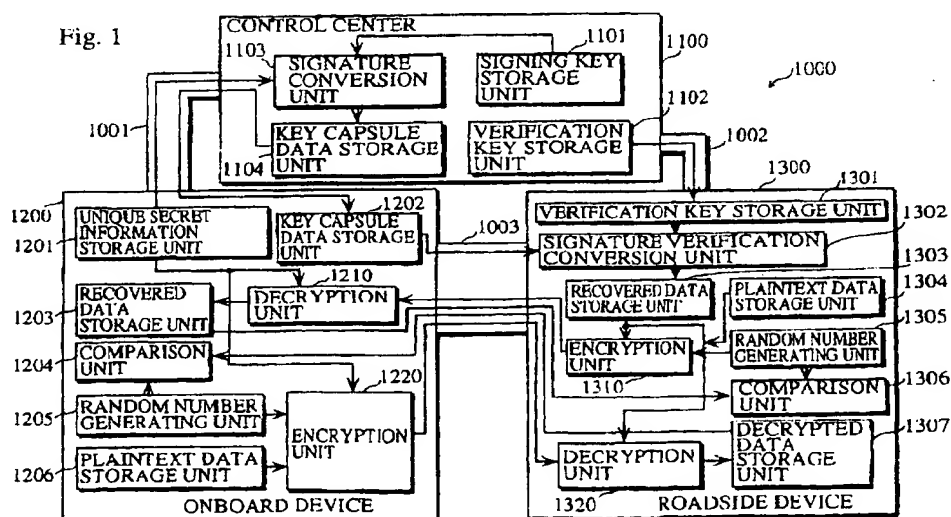 Fig. 1
CONTROL CENTER
1103
SIGNATURE
CONVERSION
UNIT
1101
SIGNING KEY
STORAGE
UNIT
1100
1000
1001
1104
KEY CAPSULE
DATA STORAGE
UNIT
1102
VERIFICATION
KEY STORAGE
UNIT
1002
1200
1201
UNIQUE SECRET
INFORMATION
STORAGE UNIT
1202
KEY CAPSULE
DATA STORAGE
UNIT
1003
1210
DECRYPTION
UNIT
1203
RECOVERED
DATA
STORAGE UNIT
1204
COMPARISON
UNIT
1205
RANDOM NUMBER
GENERATING UNIT
1206
PLAINTEXT DATA
STORAGE UNIT
1220
ENCRYPTION
UNIT
ONBOARD DEVICE
1300
1301
VERIFICATION KEY STORAGE UNIT
1302
SIGNATURE VERIFICATION
CONVERSION UNIT
1303
RECOVERED DATA
STORAGE UNIT
PLAINTEXT DATA
STORAGE UNIT
1304
1305
ENCRYPTION
UNIT
1310
RANDOM NUMBER
GENERATING UNIT
1306
COMPARISON
UNIT
1307
DECRYPTED
DATA
STORAGE
UNIT
DECRYPTION
UNIT
1320
ROADSIDE DEVICE